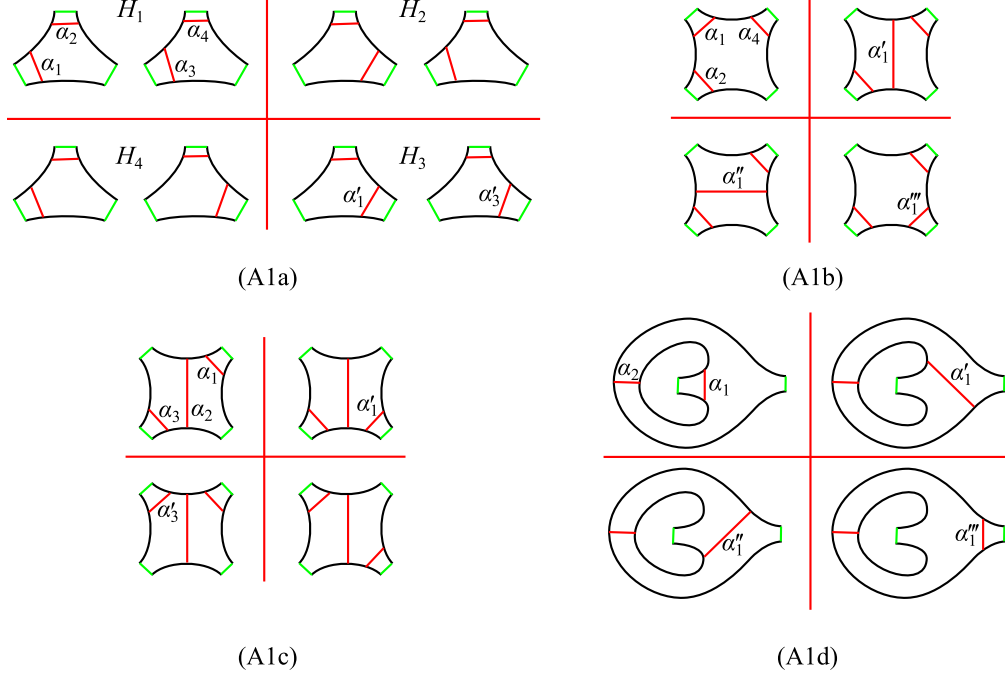 H₁ H₂
α₂ α₄
α₁ α₃
H₄ H₃
α′₁ α′₃
(A1a)
α₁ α₄ α′₁
α₂
α″₁ α‴₁
(A1b)
α₁
α₃ α₂ α′₁
α′₃
(A1c)
α₂ α₁ α′₁
α″₁ α‴₁
(A1d)